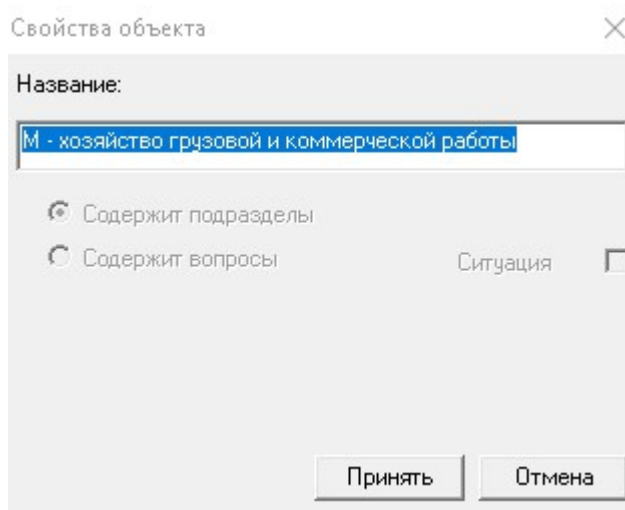 Свойства объекта
Название:
М - хозяйство грузовой и коммерческой работы
Содержит подразделы
Содержит вопросы Ситуация
Принять Отмена